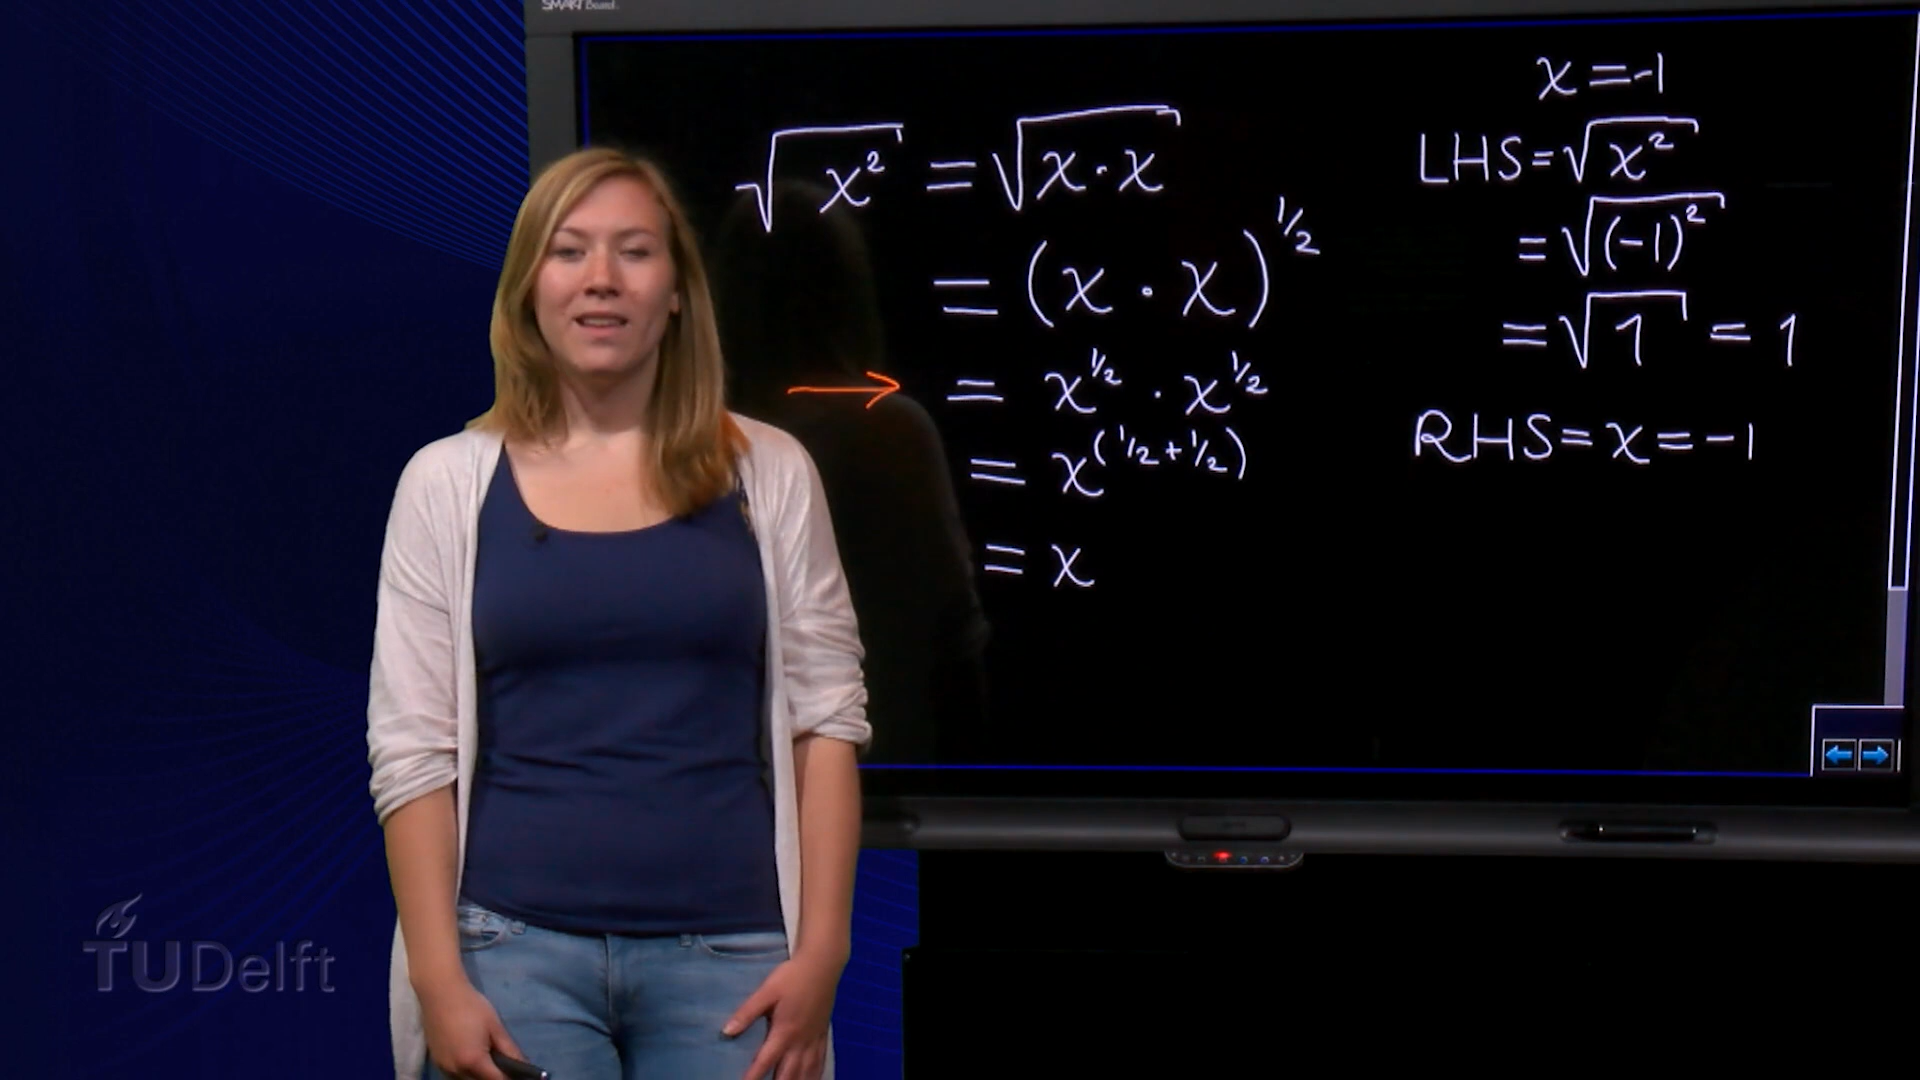 SMART Board
√x² = √x·x
= (x · x)^1/2
→ = x^1/2 · x^1/2
= x^(1/2+1/2)
= x
x = -1
LHS = √x²
= √(-1)²
= √1 = 1
RHS = x = -1
TUDelft